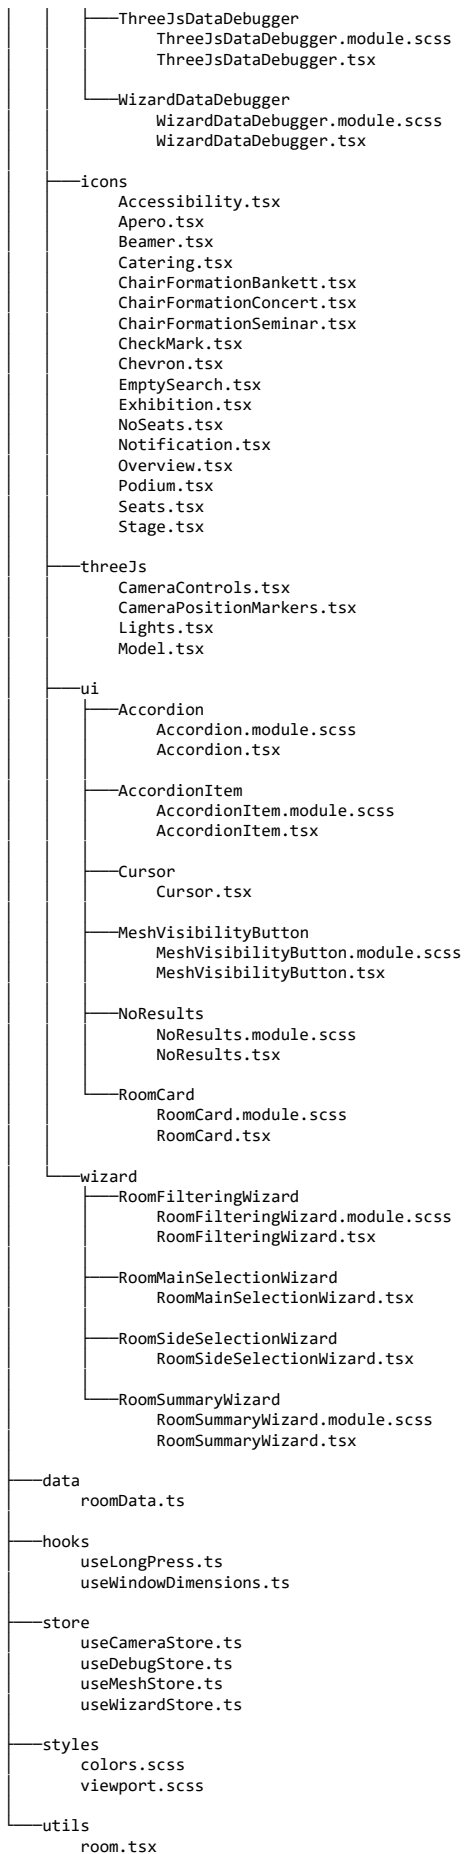 ThreeJsDataDebugger
ThreeJsDataDebugger.module.scss
ThreeJsDataDebugger.tsx
WizardDataDebugger
WizardDataDebugger.module.scss
WizardDataDebugger.tsx
icons
Accessibility.tsx
Apero.tsx
Beamer.tsx
Catering.tsx
ChairFormationBankett.tsx
ChairFormationConcert.tsx
ChairFormationSeminar.tsx
CheckMark.tsx
Chevron.tsx
EmptySearch.tsx
Exhibition.tsx
NoSeats.tsx
Notification.tsx
Overview.tsx
Podium.tsx
Seats.tsx
Stage.tsx
threeJs
CameraControls.tsx
CameraPositionMarkers.tsx
Lights.tsx
Model.tsx
ui
Accordion
Accordion.module.scss
Accordion.tsx
AccordionItem
AccordionItem.module.scss
AccordionItem.tsx
Cursor
Cursor.tsx
MeshVisibilityButton
MeshVisibilityButton.module.scss
MeshVisibilityButton.tsx
NoResults
NoResults.module.scss
NoResults.tsx
RoomCard
RoomCard.module.scss
RoomCard.tsx
wizard
RoomFilteringWizard
RoomFilteringWizard.module.scss
RoomFilteringWizard.tsx
RoomMainSelectionWizard
RoomMainSelectionWizard.tsx
RoomSideSelectionWizard
RoomSideSelectionWizard.tsx
RoomSummaryWizard
RoomSummaryWizard.module.scss
RoomSummaryWizard.tsx
data
roomData.ts
hooks
useLongPress.ts
useWindowDimensions.ts
store
useCameraStore.ts
useDebugStore.ts
useMeshStore.ts
useWizardStore.ts
styles
colors.scss
viewport.scss
utils
room.tsx